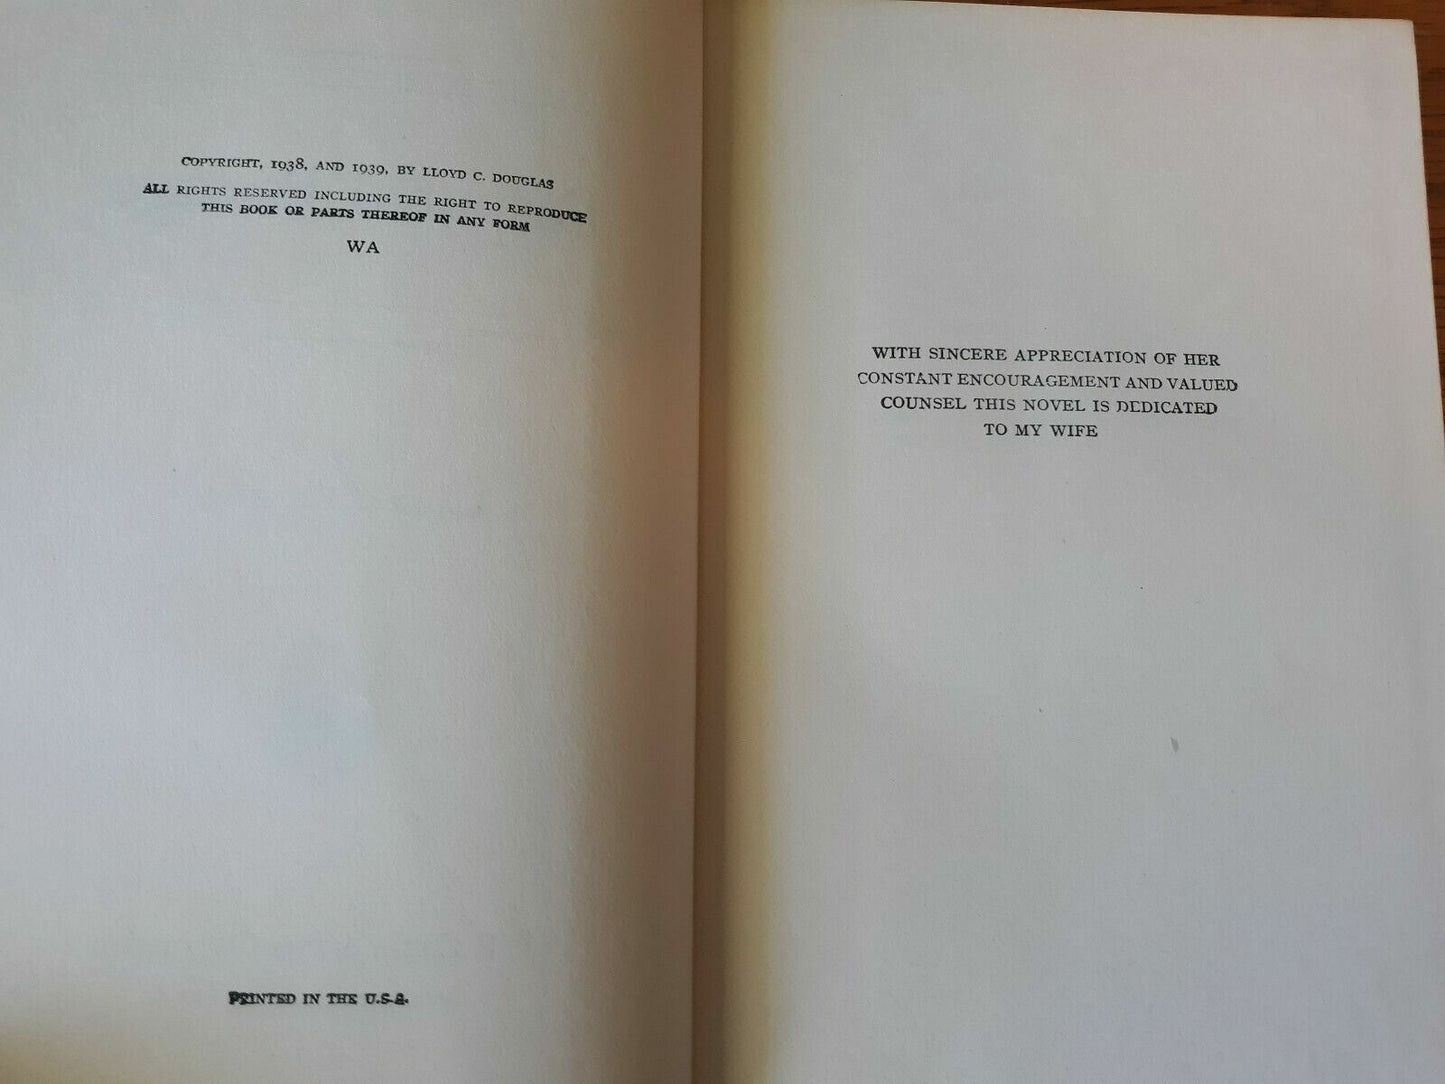 COPYRIGHT, 1938, AND 1939, BY LLOYD C. DOUGLAS
ALL RIGHTS RESERVED INCLUDING THE RIGHT TO REPRODUCE
THIS BOOK OR PARTS THEREOF IN ANY FORM
WA
PRINTED IN THE U.S.A.
WITH SINCERE APPRECIATION OF HER
CONSTANT ENCOURAGEMENT AND VALUED
COUNSEL THIS NOVEL IS DEDICATED
TO MY WIFE